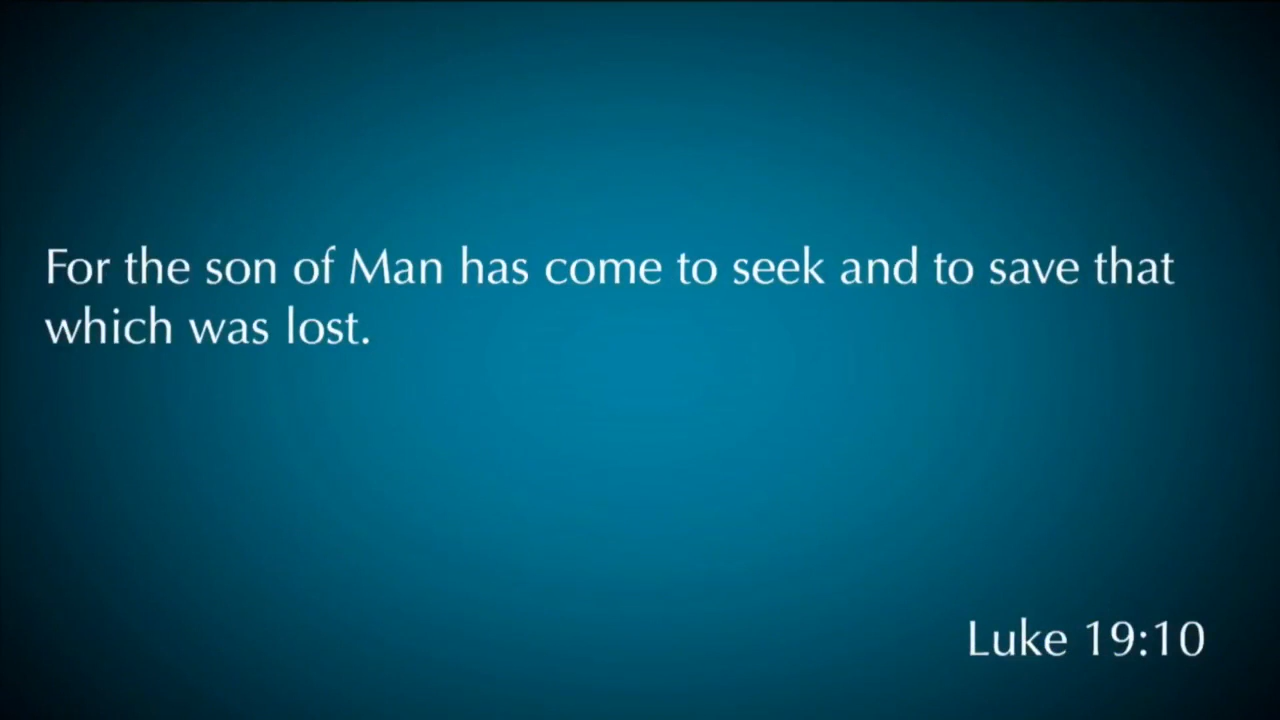 For the son of Man has come to seek and to save that
which was lost.
Luke 19:10